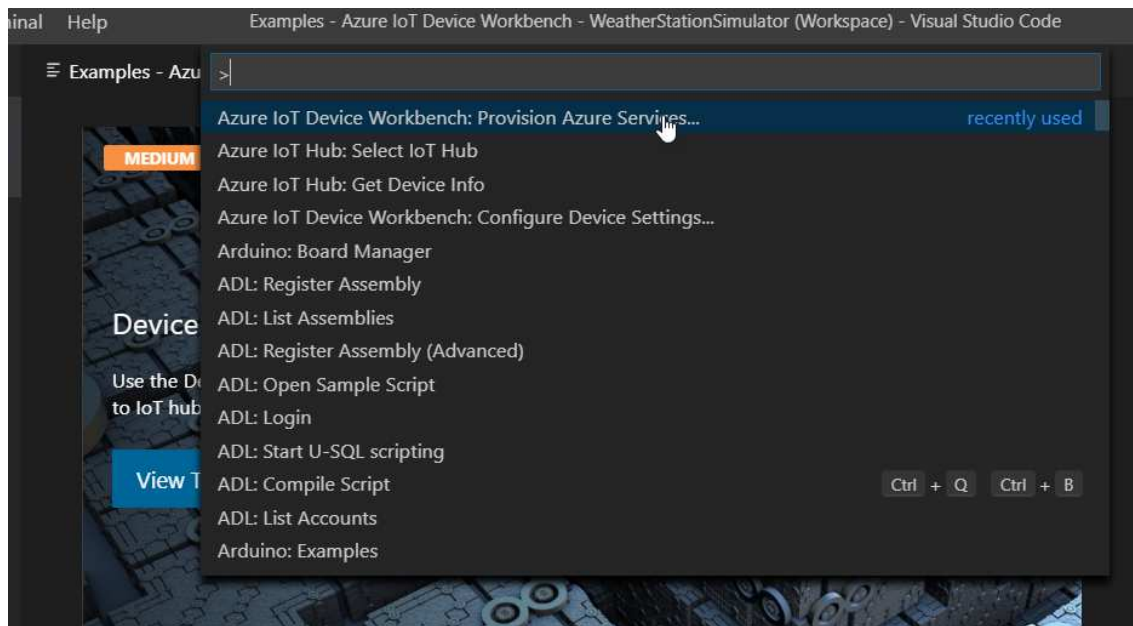 Help Examples - Azure IoT Device Workbench - WeatherStationSimulator (Workspace) - Visual Studio Code
Examples - Azu
>
Azure IoT Device Workbench: Provision Azure Services... recently used
MEDIUM
Azure IoT Hub: Select IoT Hub
Azure IoT Hub: Get Device Info
Azure IoT Device Workbench: Configure Device Settings...
Arduino: Board Manager
ADL: Register Assembly
Device
ADL: List Assemblies
ADL: Register Assembly (Advanced)
Use the De
ADL: Open Sample Script
to IoT hub
ADL: Login
ADL: Start U-SQL scripting
View T
ADL: Compile Script Ctrl + Q Ctrl + B
ADL: List Accounts
Arduino: Examples